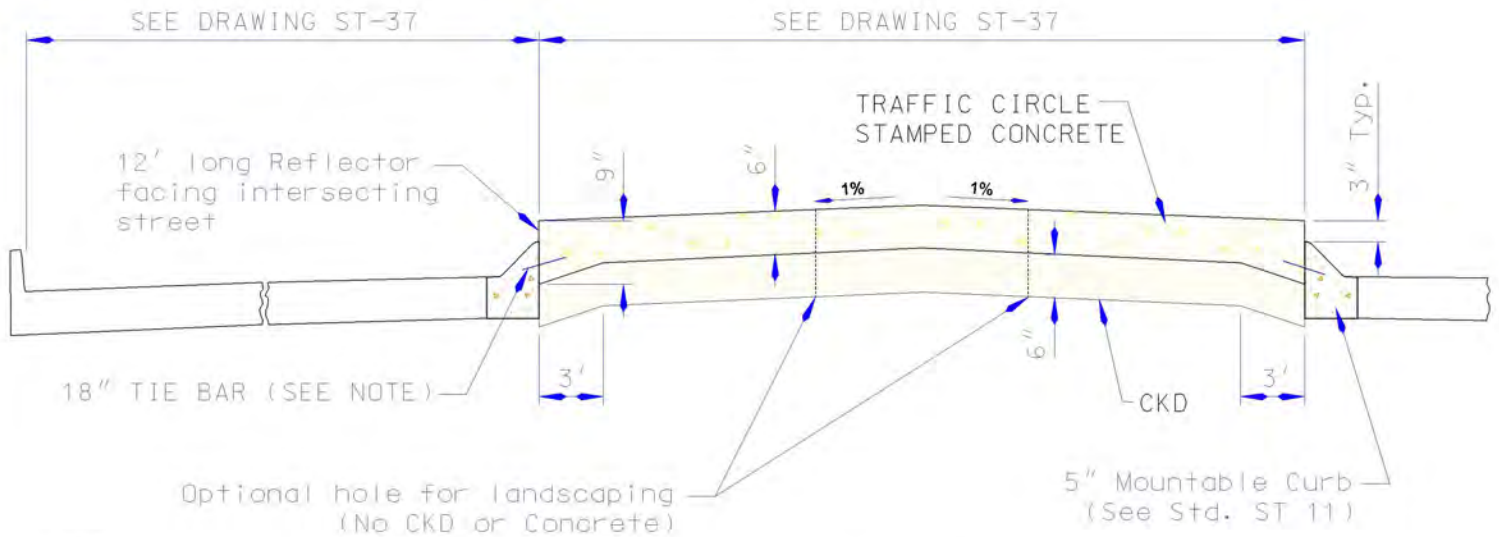 SEE DRAWING ST-37
SEE DRAWING ST-37
TRAFFIC CIRCLE
STAMPED CONCRETE
3" Typ.
12' long Reflector
facing intersecting
street
9"
6"
1%
1%
18" TIE BAR (SEE NOTE)
3'
6"
CKD
3'
Optional hole for landscaping
(No CKD or Concrete)
5" Mountable Curb
(See Std. ST 11)